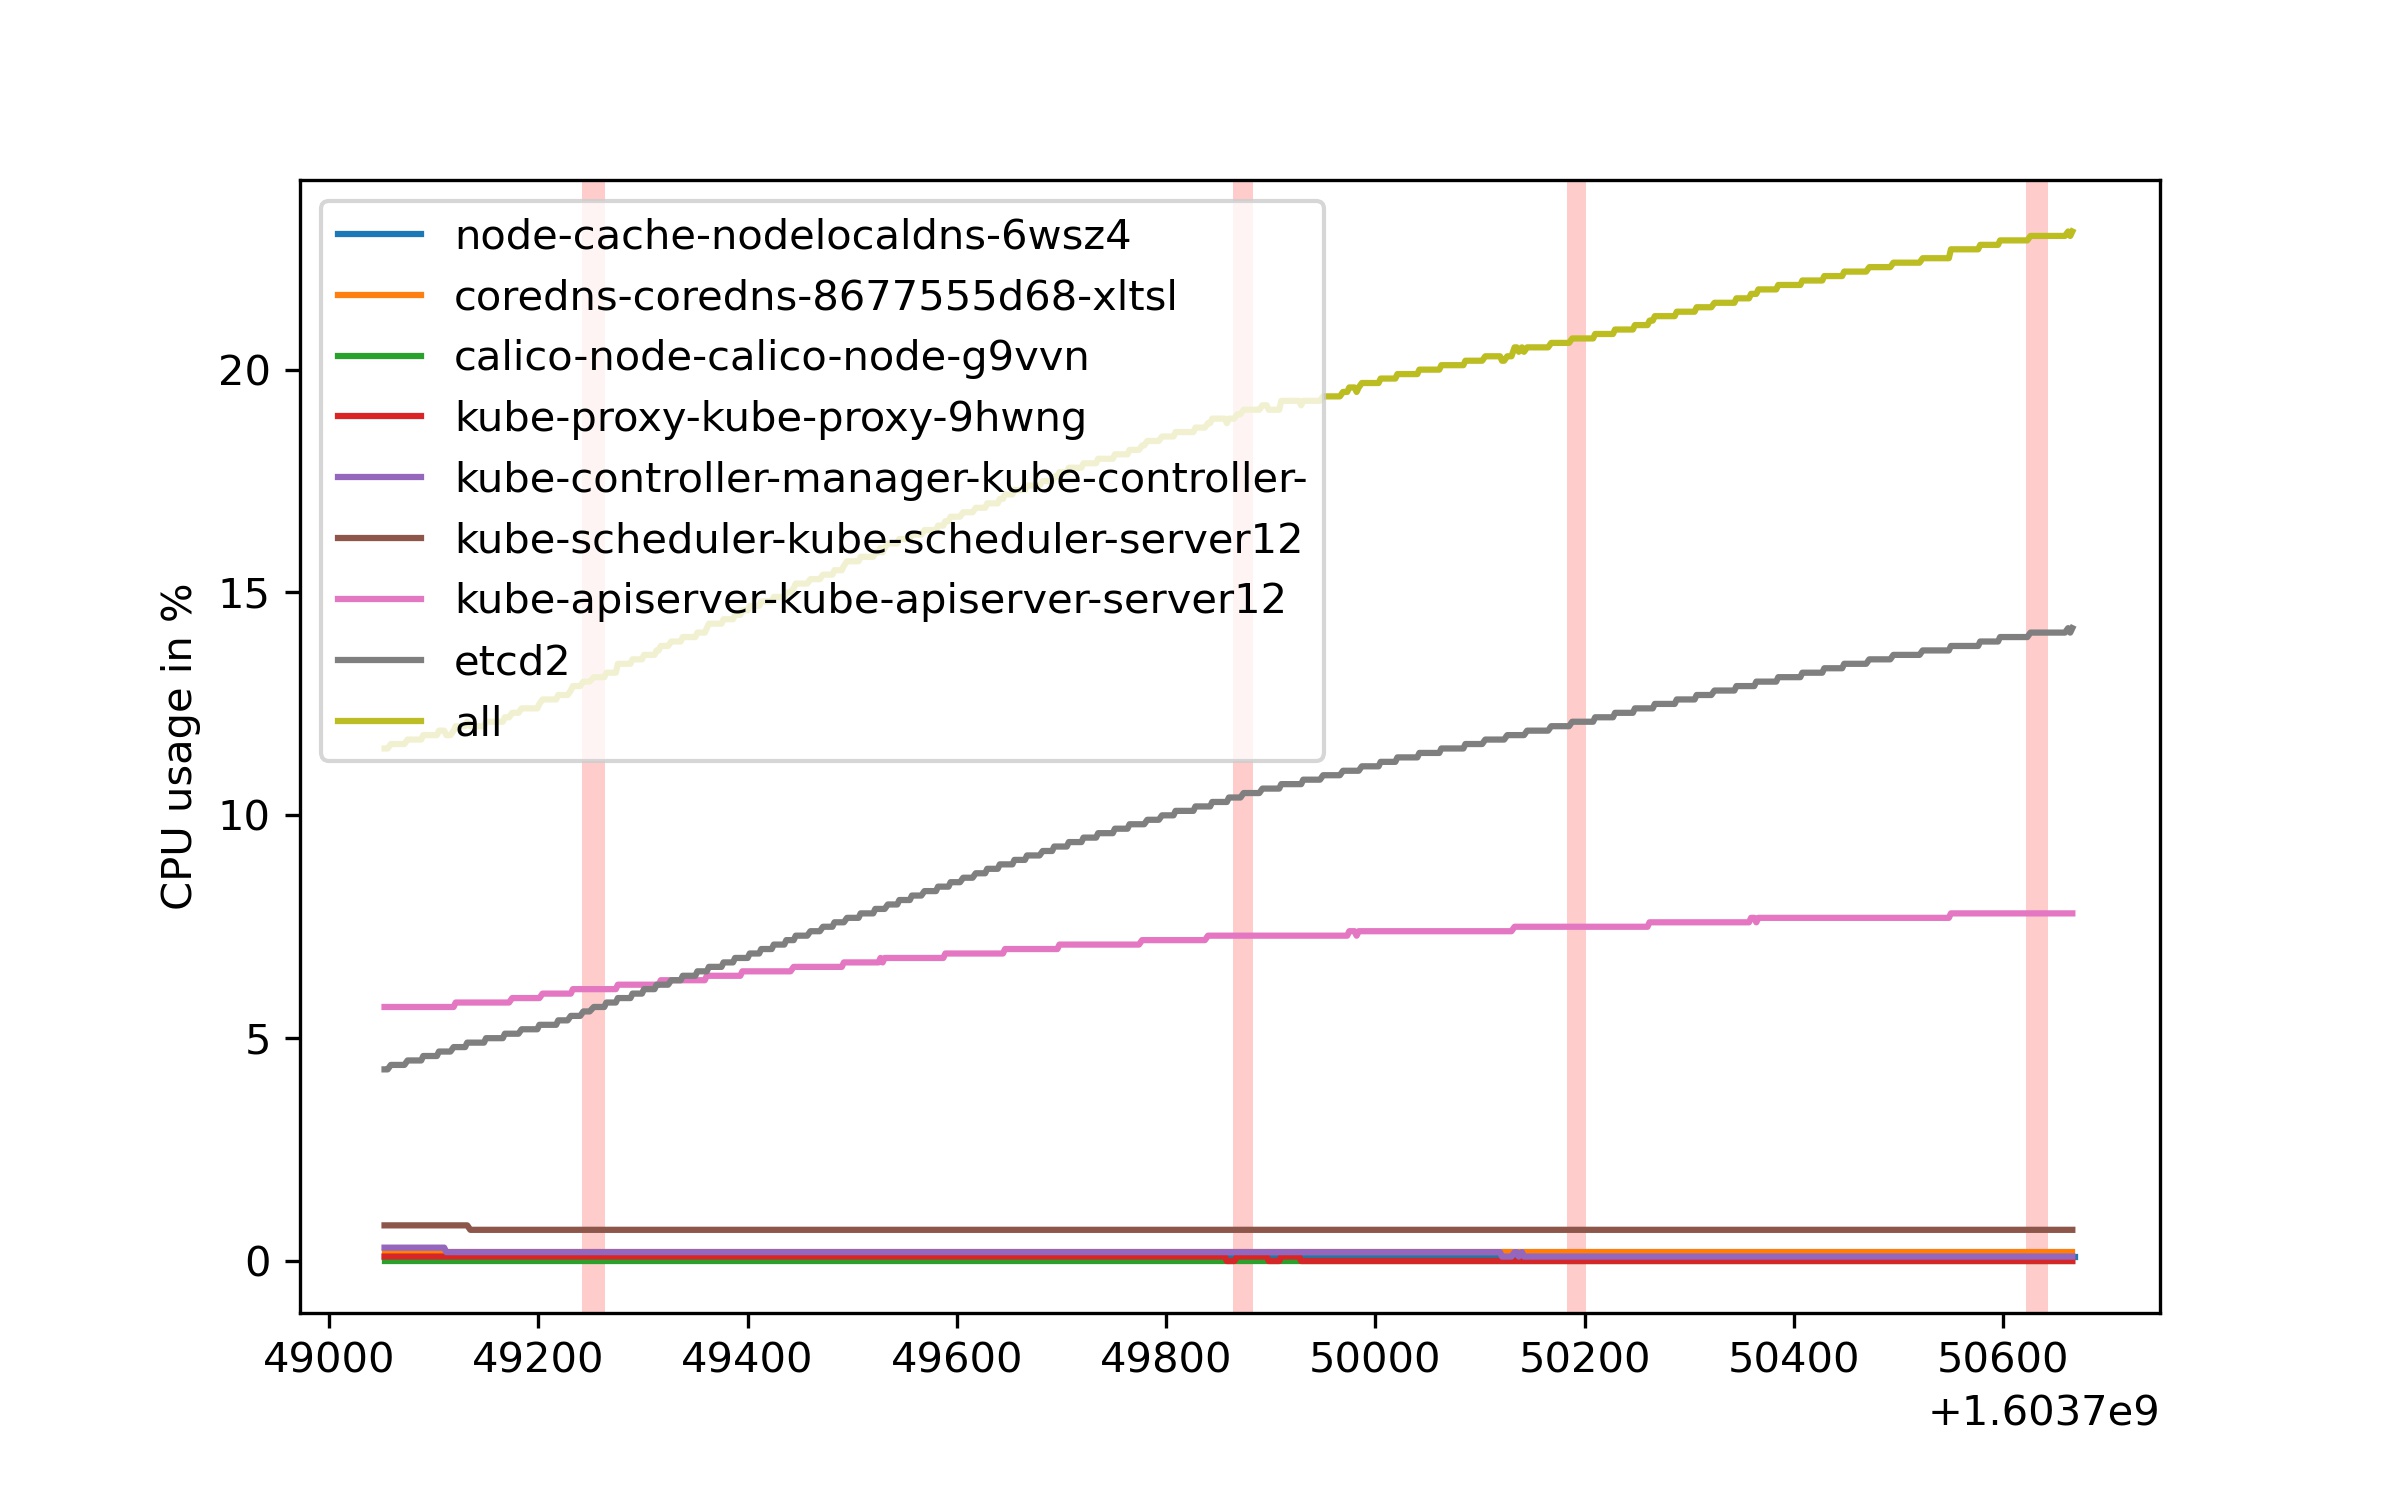 node-cache-nodelocaldns-6wsz4
coredns-coredns-8677555d68-xltsl
calico-node-calico-node-g9vvn
kube-proxy-kube-proxy-9hwng
kube-controller-manager-kube-controller-
kube-scheduler-kube-scheduler-server12
kube-apiserver-kube-apiserver-server12
etcd2
all
CPU usage in %
20
15
10
5
0
49000 49200 49400 49600 49800 50000 50200 50400 50600
+1.6037e9